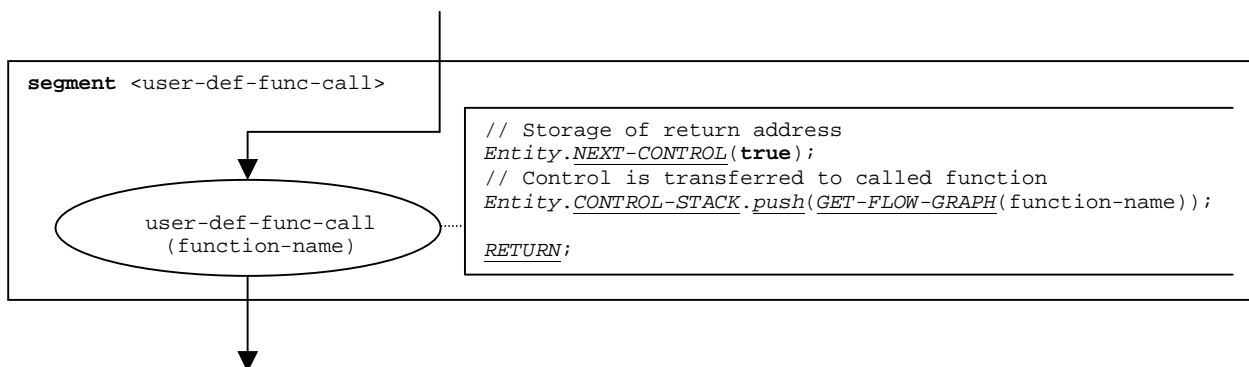 segment <user-def-func-call>
// Storage of return address
Entity.NEXT-CONTROL(true);
// Control is transferred to called function
Entity.CONTROL-STACK.push(GET-FLOW-GRAPH(function-name));
RETURN;
user-def-func-call
(function-name)